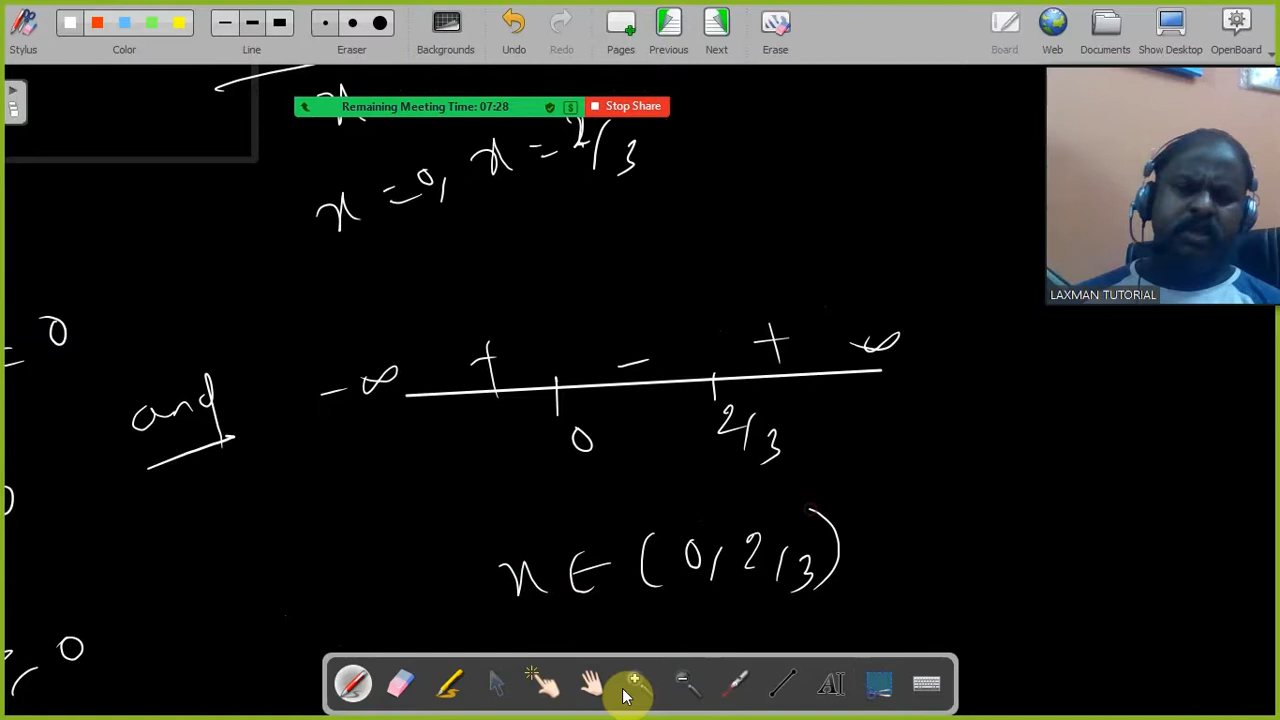 Stylus Color Line Eraser Backgrounds Undo Redo Pages Previous Next Erase Board Web Documents Show Desktop OpenBoard
Remaining Meeting Time: 07:28 $ Stop Share
x = 0, x = 2/3
LAXMAN TUTORIAL
0
and
- ∞ + - + ∞
0 2/3
x ∈ (0, 2/3)
0
AI